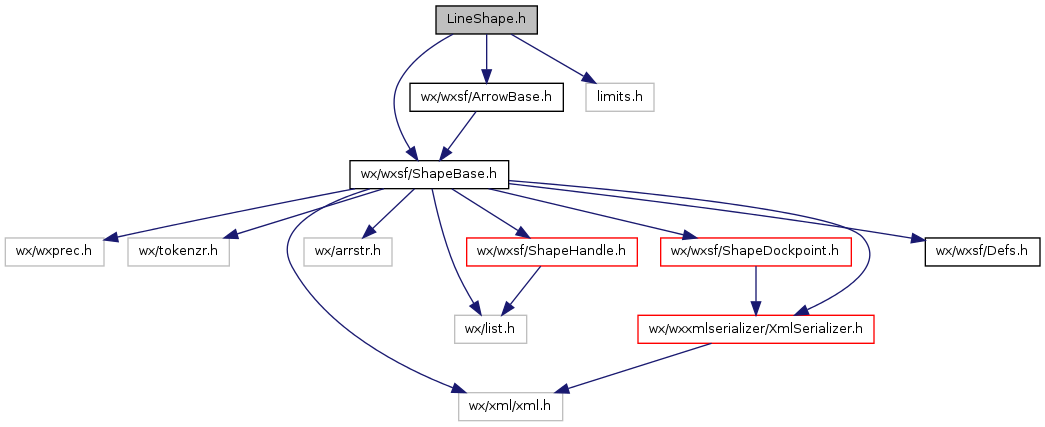 LineShape.h
wx/wxsf/ArrowBase.h
limits.h
wx/wxsf/ShapeBase.h
wx/wxprec.h
wx/tokenzr.h
wx/arrstr.h
wx/wxsf/ShapeHandle.h
wx/wxsf/ShapeDockpoint.h
wx/wxsf/Defs.h
wx/list.h
wx/wxxmlserializer/XmlSerializer.h
wx/xml/xml.h